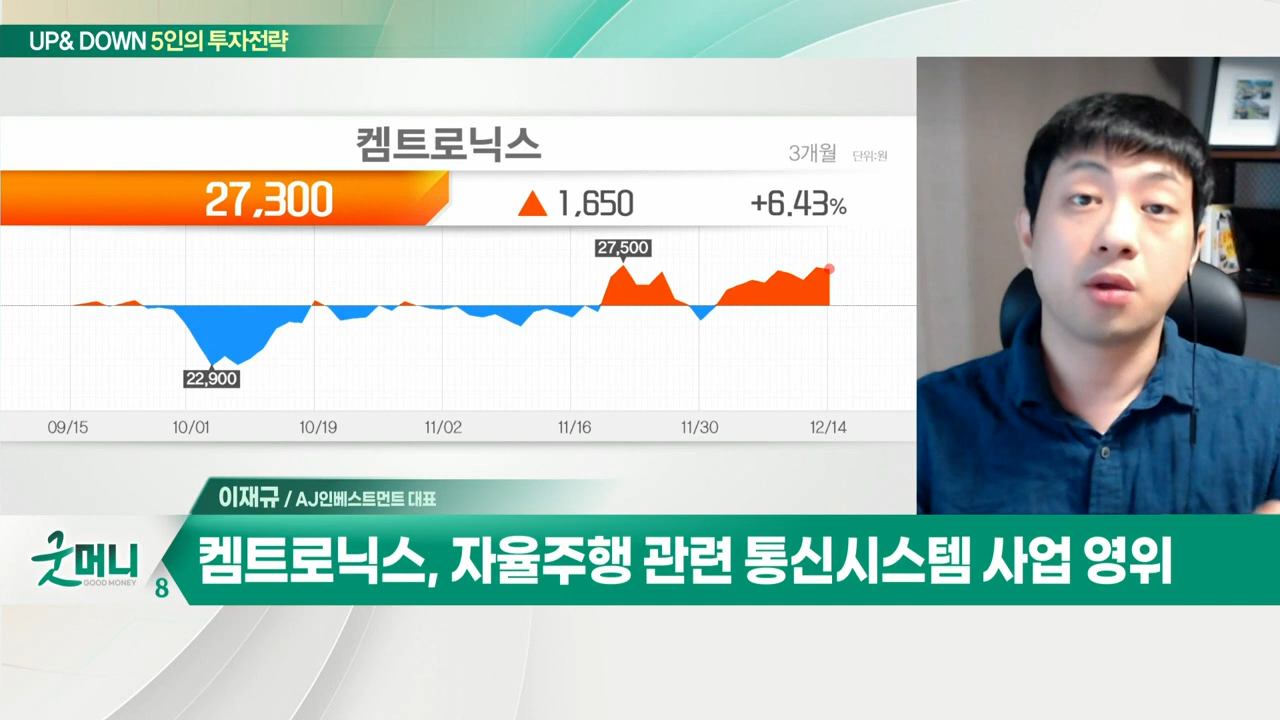 UP& DOWN 5인의 투자전략
켐트로닉스
3개월 단위:원
27,300 ▲ 1,650 +6.43%
27,500
22,900
09/15 10/01 10/19 11/02 11/16 11/30 12/14
이재규 / AJ인베스트먼트 대표
굿머니
GOOD MONEY
8
켐트로닉스, 자율주행 관련 통신시스템 사업 영위